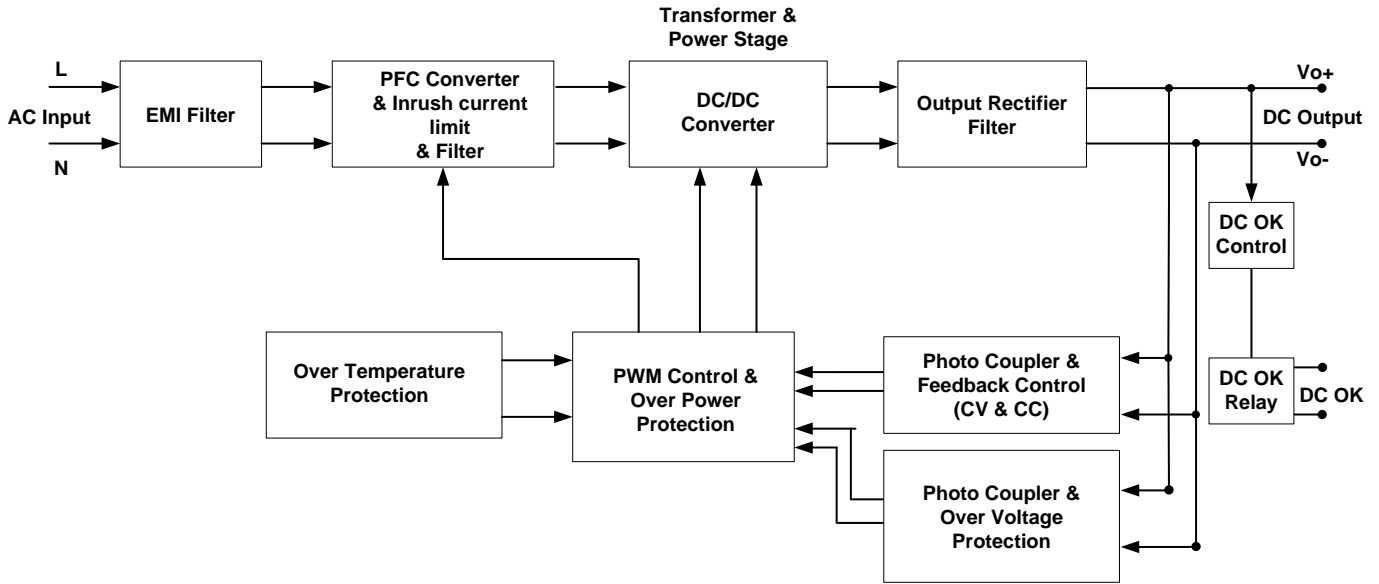 Transformer &
Power Stage
L
AC Input
N
EMI Filter
PFC Converter
& Inrush current
limit
& Filter
DC/DC
Converter
Output Rectifier
Filter
Vo+
DC Output
Vo-
DC OK
Control
Over Temperature
Protection
PWM Control &
Over Power
Protection
Photo Coupler &
Feedback Control
(CV & CC)
DC OK
Relay
DC OK
Photo Coupler &
Over Voltage
Protection